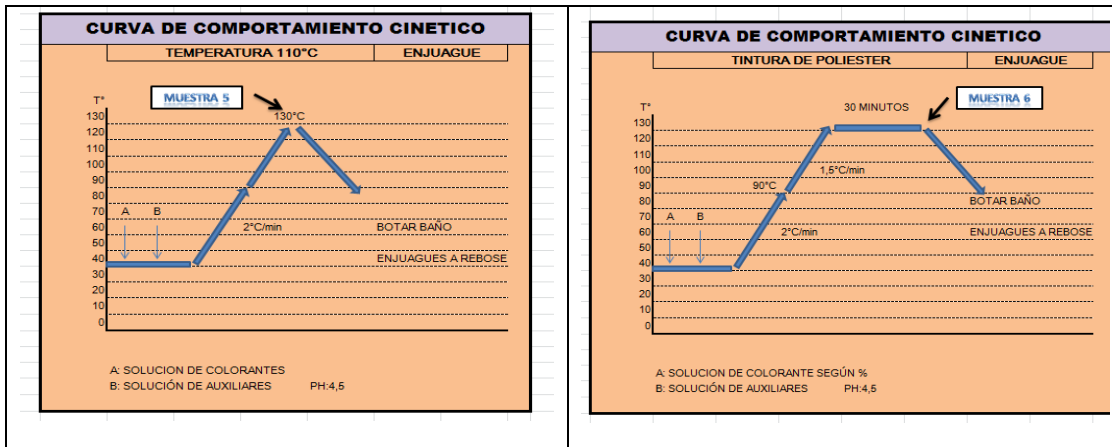 CURVA DE COMPORTAMIENTO CINETICO
TEMPERATURA 110°C ENJUAGUE
T°
MUESTRA 5
130°C
130
120
110
100
90
80
70
60
50
40
30
20
10
0
A B
2°C/min
BOTAR BAÑO
ENJUAGUES A REBOSE
A: SOLUCION DE COLORANTES
B: SOLUCIÓN DE AUXILIARES PH:4,5
CURVA DE COMPORTAMIENTO CINETICO
TINTURA DE POLIESTER ENJUAGUE
T°
30 MINUTOS
MUESTRA 6
130
120
110
100
90
80
70
60
50
40
30
20
10
0
1,5°C/min
90°C
A B
2°C/min
BOTAR BAÑO
ENJUAGUES A REBOSE
A: SOLUCION DE COLORANTE SEGÚN %
B: SOLUCIÓN DE AUXILIARES PH:4,5